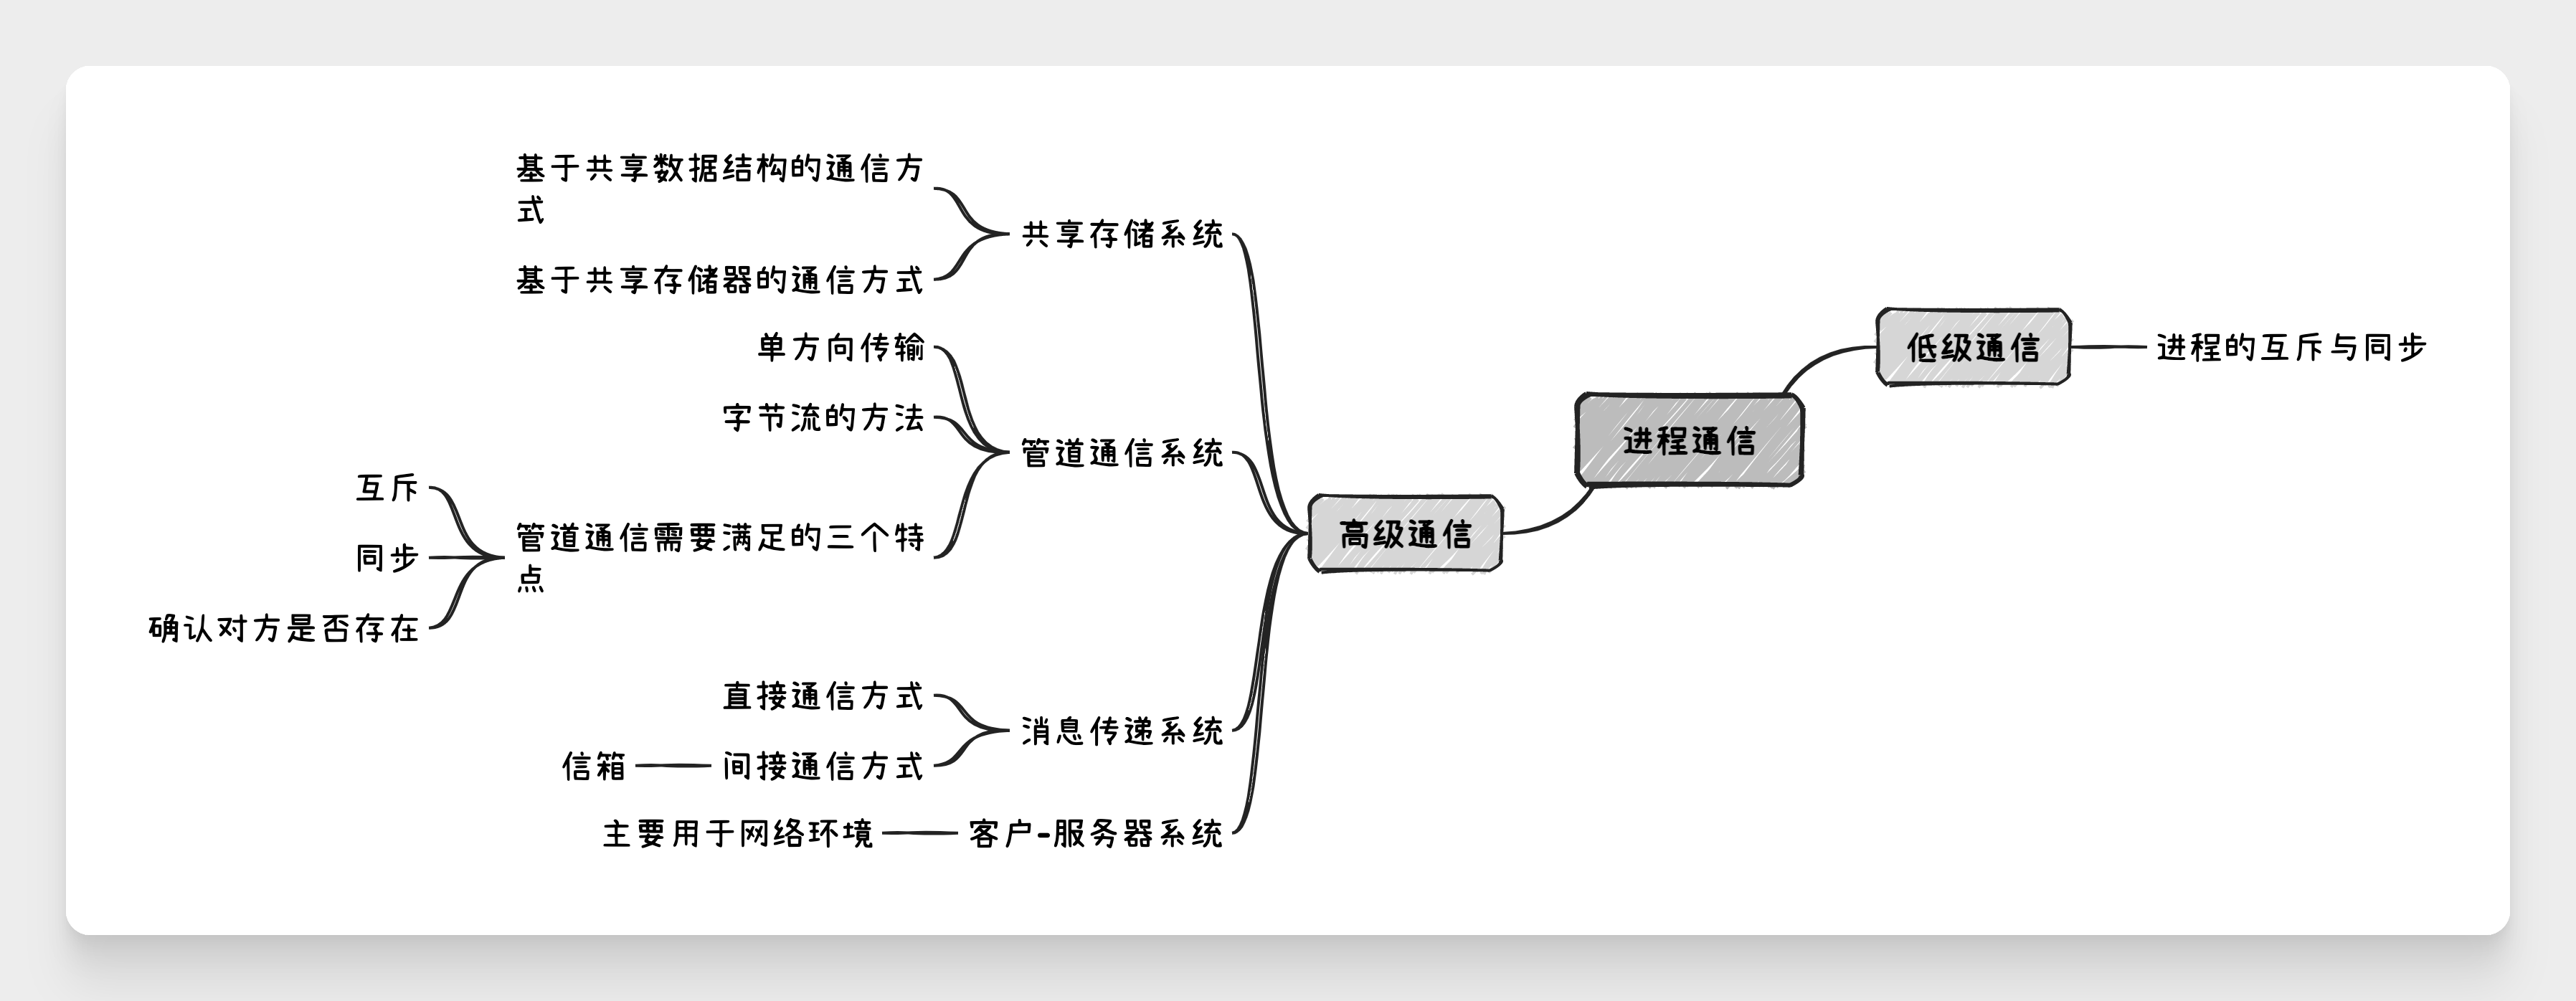 进程通信
低级通信
进程的互斥与同步
高级通信
共享存储系统
基于共享数据结构的通信方
式
基于共享存储器的通信方式
管道通信系统
单方向传输
字节流的方法
管道通信需要满足的三个特
点
互斥
同步
确认对方是否存在
消息传递系统
直接通信方式
间接通信方式
信箱
客户-服务器系统
主要用于网络环境